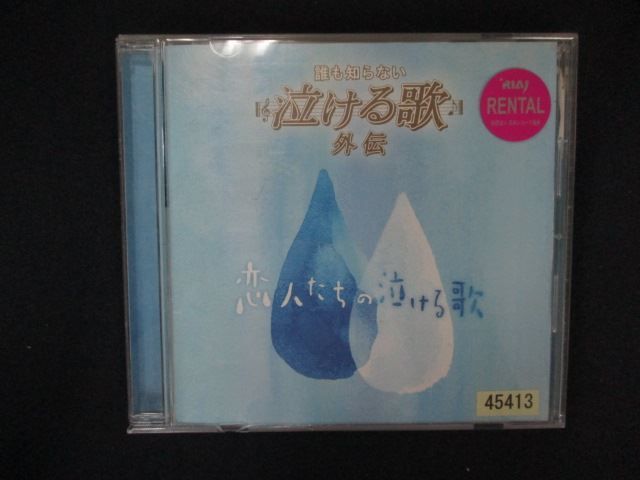 誰も知らない
泣ける歌
外伝
RIAJ
RENTAL
恋人たちの泣ける歌
45413